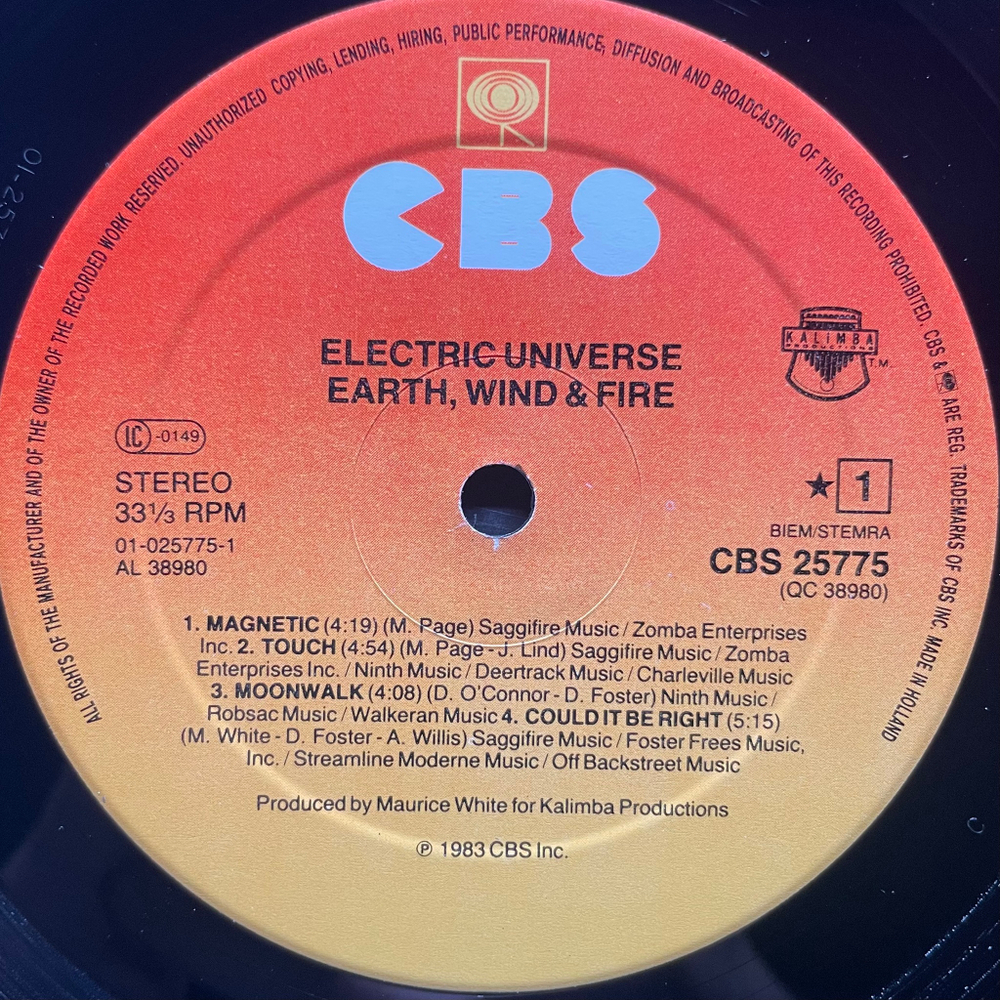 ALL RIGHTS OF THE MANUFACTURER AND OF THE OWNER OF THE RECORDED WORK RESERVED. UNAUTHORIZED COPYING, LENDING, HIRING, PUBLIC PERFORMANCE, DIFFUSION AND BROADCASTING OF THIS RECORDING PROHIBITED. CBS & ARE REG. TRADEMARKS OF CBS INC. MADE IN HOLLAND
CBS
ELECTRIC UNIVERSE
EARTH, WIND & FIRE
KALIMBA
PRODUCTIONS
T.M.
LC-0149
STEREO
33⅓ RPM
01-025775-1
AL 38980
★ 1
BIEM/STEMRA
CBS 25775
(QC 38980)
1. MAGNETIC (4:19) (M. Page) Saggifire Music / Zomba Enterprises
Inc. 2. TOUCH (4:54) (M. Page - J. Lind) Saggifire Music / Zomba
Enterprises Inc. / Ninth Music / Deertrack Music / Charleville Music
3. MOONWALK (4:08) (D. O'Connor - D. Foster) Ninth Music /
Robsac Music / Walkeran Music 4. COULD IT BE RIGHT (5:15)
(M. White - D. Foster - A. Willis) Saggifire Music / Foster Frees Music,
Inc. / Streamline Moderne Music / Off Backstreet Music
Produced by Maurice White for Kalimba Productions
℗ 1983 CBS Inc.